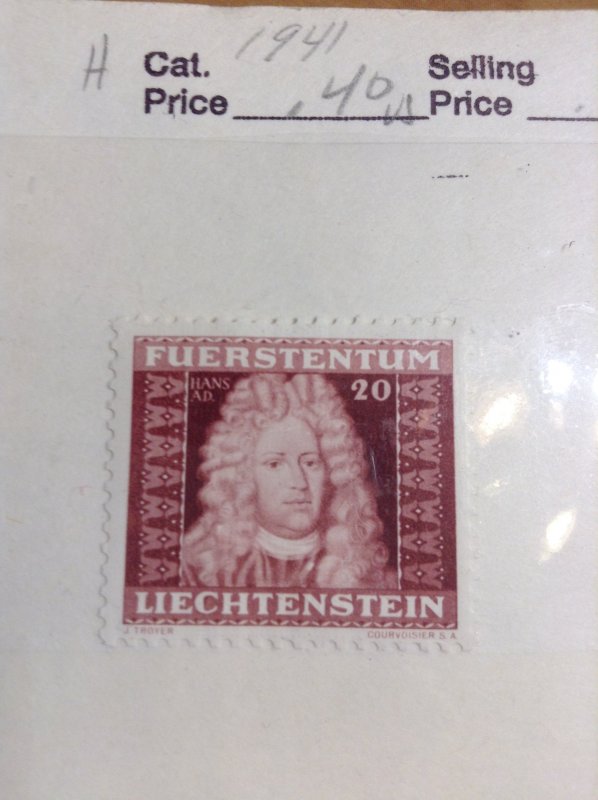 1941
H Cat. Selling
Price .40 Price .
FUERSTENTUM
HANS 20
AD.
LIECHTENSTEIN
J. TROYER COURVOISIER S.A.